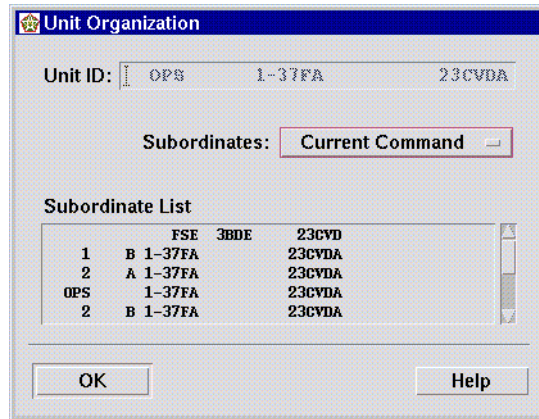 Unit Organization
Unit ID: OPS 1-37FA 23CVDA
Subordinates: Current Command
Subordinate List
FSE 3BDE 23CVD
1 B 1-37FA 23CVDA
2 A 1-37FA 23CVDA
OPS 1-37FA 23CVDA
2 B 1-37FA 23CVDA
OK Help